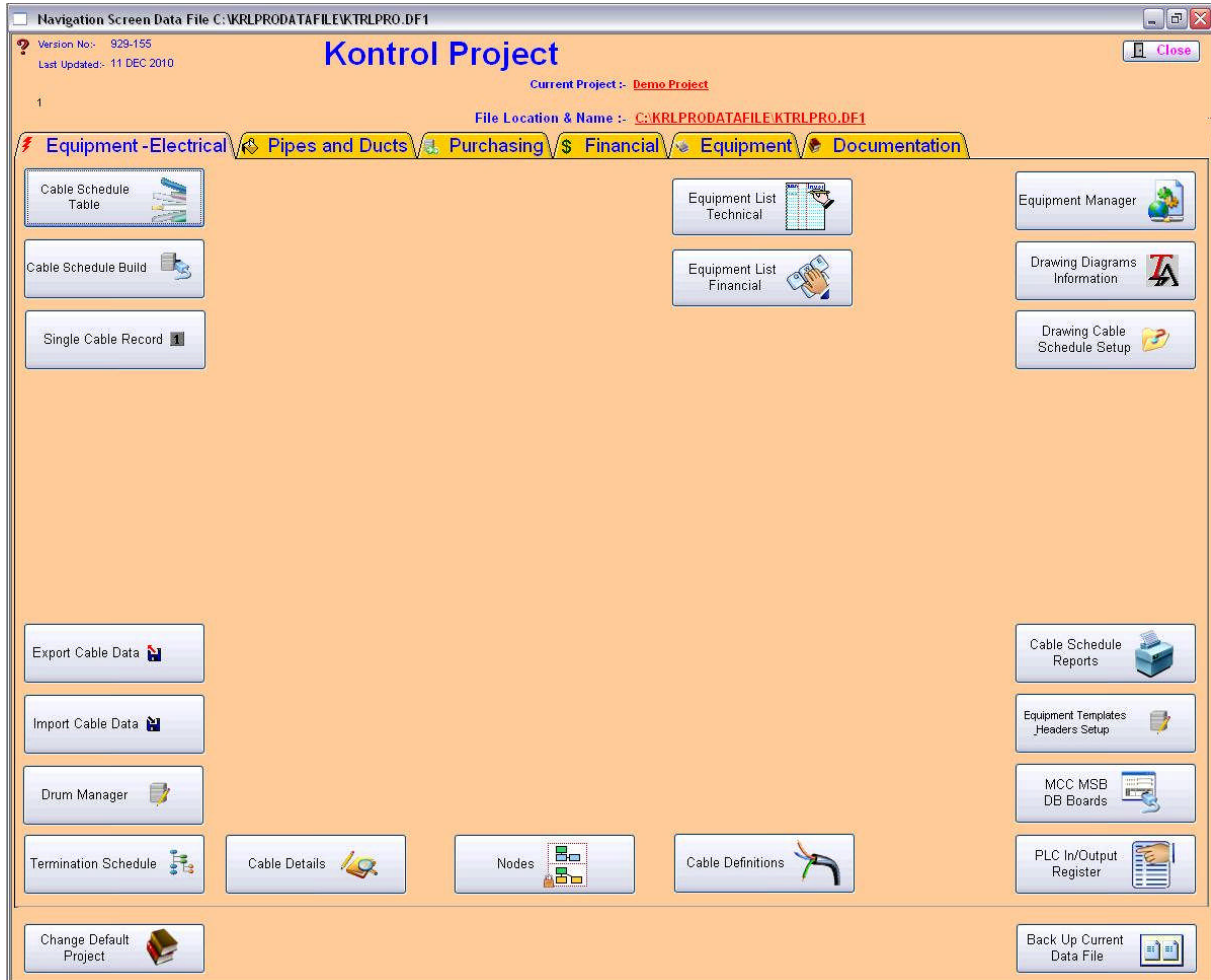 Navigation Screen Data File C:\KRLPRODATAFILE\KTRLPRO.DF1
Version No:- 929-155
Last Updated:- 11 DEC 2010
Kontrol Project
Close
Current Project :- Demo Project
1
File Location & Name :- C:\KRLPRODATAFILE\KTRLPRO.DF1
Equipment -Electrical
Pipes and Ducts
Purchasing
$ Financial
Equipment
Documentation
Cable Schedule
Table
Equipment List
Technical
Equipment Manager
Cable Schedule Build
Equipment List
Financial
Drawing Diagrams
Information
Single Cable Record 1
Drawing Cable
Schedule Setup
Export Cable Data
Cable Schedule
Reports
Import Cable Data
Equipment Templates
Headers Setup
Drum Manager
MCC MSB
DB Boards
Termination Schedule
Cable Details
Nodes
Cable Definitions
PLC In/Output
Register
Change Default
Project
Back Up Current
Data File